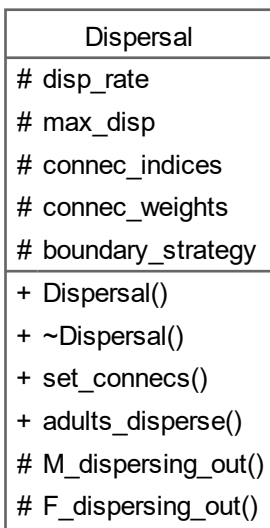 Dispersal
# disp_rate
# max_disp
# connec_indices
# connec_weights
# boundary_strategy
+ Dispersal()
+ ~Dispersal()
+ set_connecs()
+ adults_disperse()
# M_dispersing_out()
# F_dispersing_out()